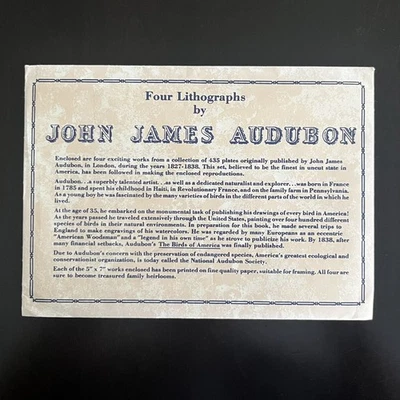 Four Lithographs
by
JOHN JAMES AUDUBON
Enclosed are four exciting works from a collection of 435 plates originally published by John James
Audubon, in London, during the years 1827-1838. This set, believed to be the finest in uncut state in
America, has been followed in making the enclosed reproductions.
Audubon...a superbly talented artist...as well as a dedicated naturalist and explorer...was born in France
in 1785 and spent his childhood in Haiti, in Revolutionary France, and on the family farm in Pennsylvania.
As a young boy he was fascinated by the many varieties of birds in the different parts of the world in which he
lived.
At the age of 35, he embarked on the monumental task of publishing his drawings of every bird in America!
As the years passed he traveled extensively through the United States, painting over four hundred different
species of birds in their natural environments. In preparation for this book, he made several trips to
England to make engravings of his watercolors. He was regarded by many Europeans as an eccentric
"American Woodsman" and a "legend in his own time" as he strove to publicize his work. By 1838, after
many financial setbacks, Audubon's The Birds of America was finally published.
Due to Audubon's concern with the preservation of endangered species, America's greatest ecological and
conservationist organization, is today called the National Audubon Society.
Each of the 5" x 7" works enclosed has been printed on fine quality paper, suitable for framing. All four are
sure to become treasured family heirlooms.